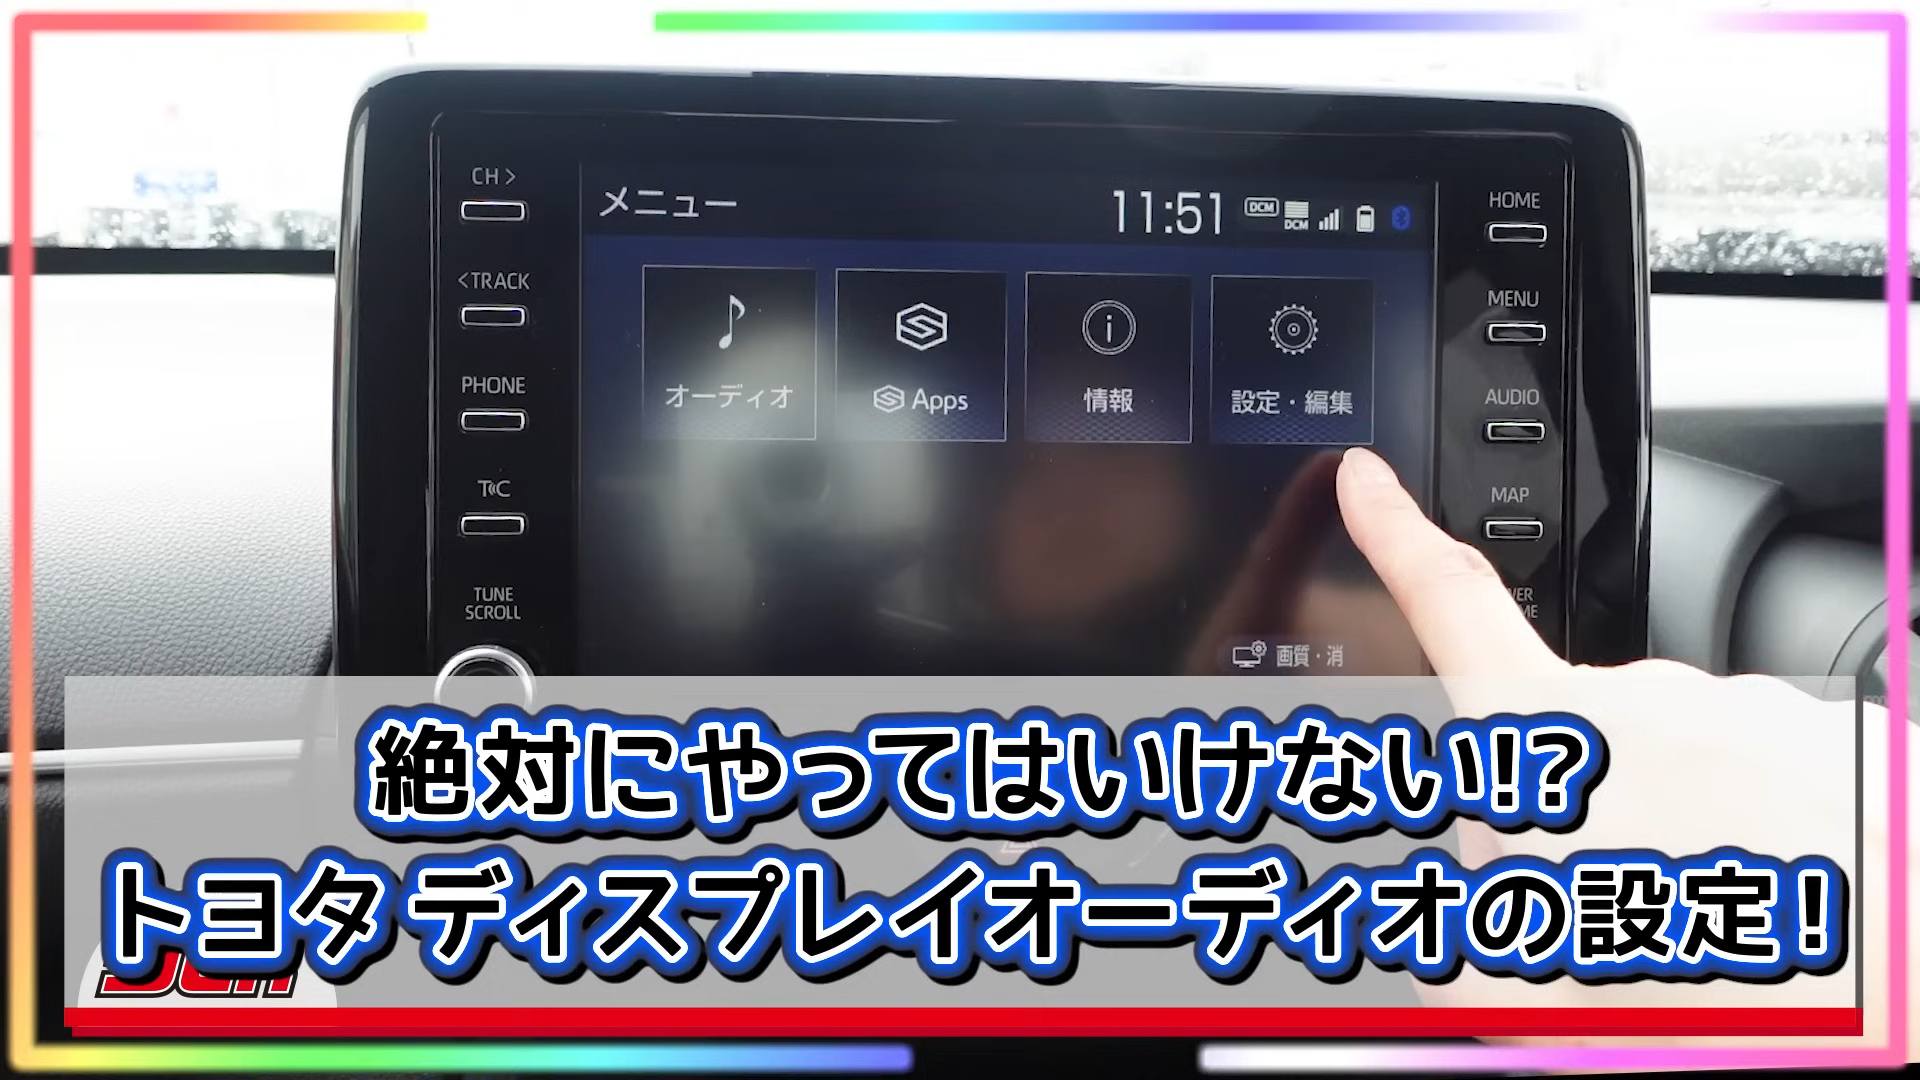 CH >
<TRACK
PHONE
TUNE
SCROLL
メニュー
11:51
DCM
DCM
オーディオ
Apps
情報
設定・編集
画質・消
HOME
MENU
AUDIO
MAP
絶対にやってはいけない!?
トヨタ ディスプレイオーディオの設定!